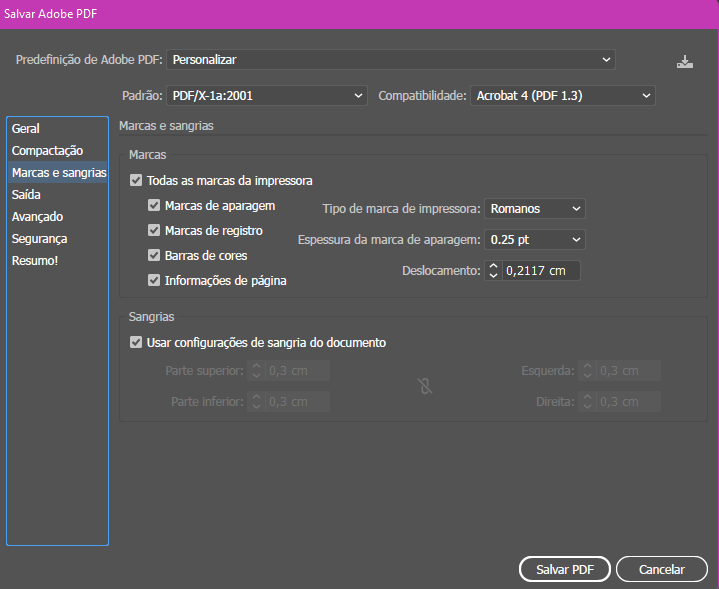 Salvar Adobe PDF
Predefinição de Adobe PDF: Personalizar
Padrão: PDF/X-1a:2001 Compatibilidade: Acrobat 4 (PDF 1.3)
Geral
Compactação
Marcas e sangrias
Saída
Avançado
Segurança
Resumo!
Marcas e sangrias
Marcas
Todas as marcas da impressora
Marcas de aparagem Tipo de marca de impressora: Romanos
Marcas de registro Espessura da marca de aparagem: 0.25 pt
Barras de cores Deslocamento: 0,2117 cm
Informações de página
Sangrias
Usar configurações de sangria do documento
Parte superior: 0,3 cm Esquerda: 0,3 cm
Parte inferior: 0,3 cm Direita: 0,3 cm
Salvar PDF Cancelar